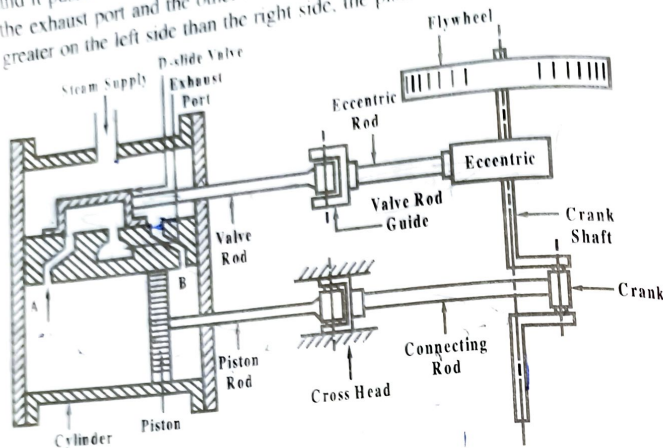 the exhaust port and the
greater on the left side than the right side, the
Flywheel
D-slide Valve
Steam Supply
Exhaust
Port
Eccentric
Rod
Eccentric
Valve Rod
Guide
Crank
Shaft
Valve
Rod
A
B
Crank
Piston
Rod
Connecting
Rod
Cross Head
Piston
Cylinder